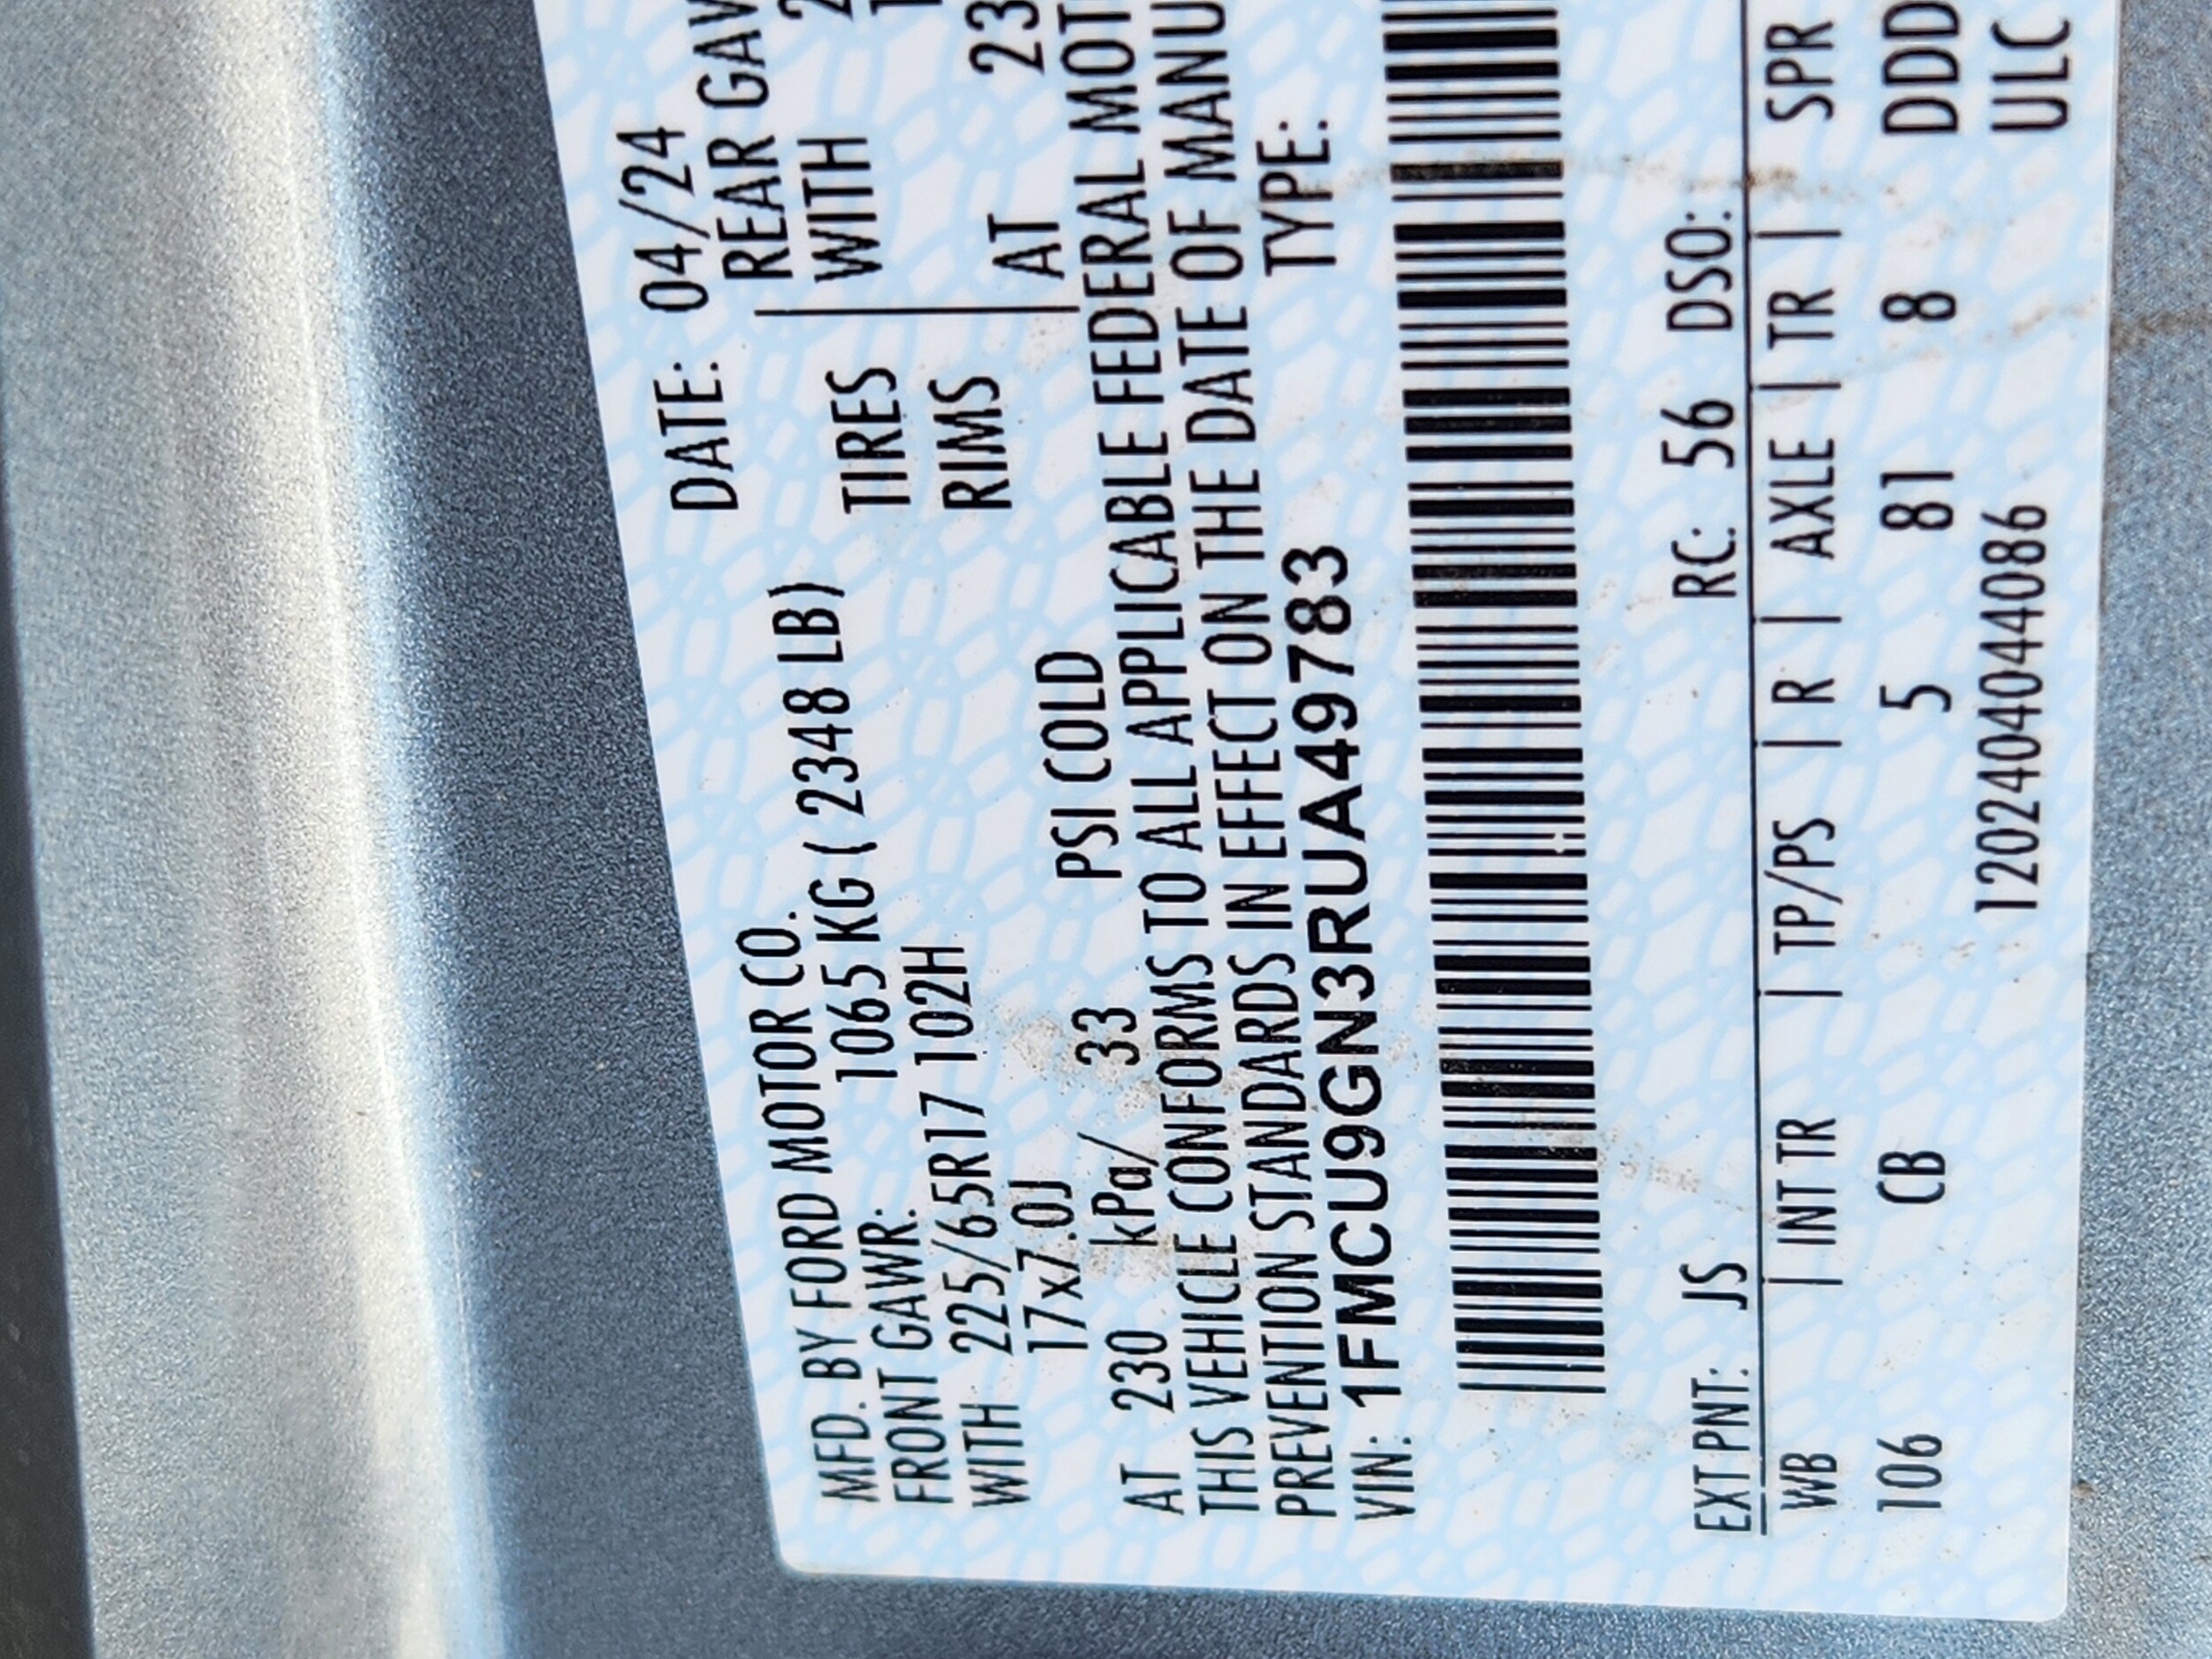 MFD. BY FORD MOTOR CO. DATE: 04/24
FRONT GAWR: 1065 KG ( 2348 LB) REAR GAW
WITH 225/65R17 102H TIRES WITH 2
17x7.0J RIMS 1
AT 230 kPa/ 33 PSI COLD AT 23
THIS VEHICLE CONFORMS TO ALL APPLICABLE FEDERAL MOT
PREVENTION STANDARDS IN EFFECT ON THE DATE OF MANU
VIN: 1FMCU9GN3RUA49783 TYPE:
EXT PNT: JS RC: 56 DSO:
WB | INT TR | TP/PS | R | AXLE | TR | SPR
106 CB 5 81 8 DDD
1202404044086 ULC